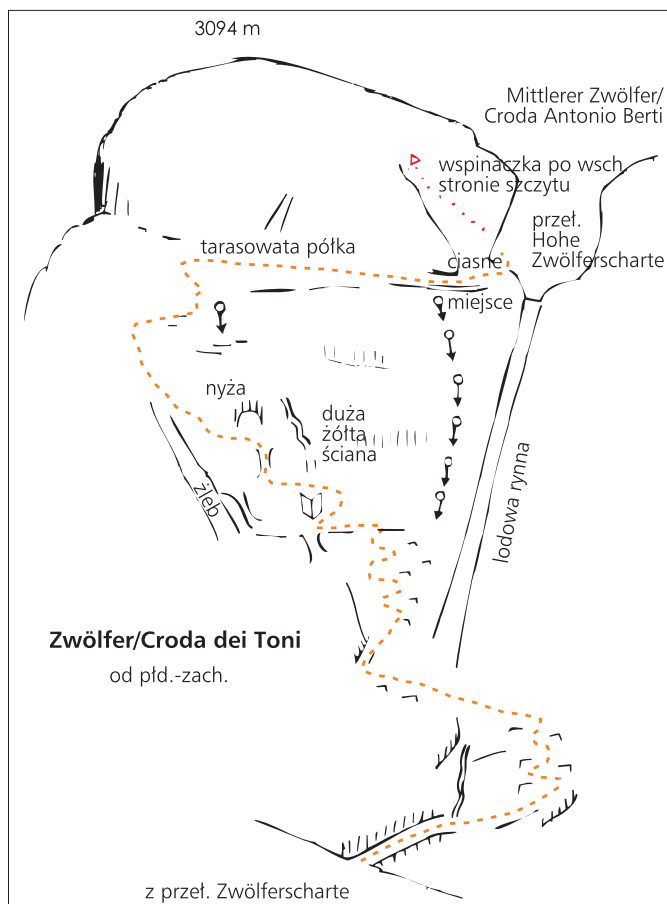 3094 m
Mittlerer Zwölfer/
Croda Antonio Berti
wspinaczka po wsch.
stronie szczytu
przeł.
Hohe
Zwölferscharte
tarasowata półka
cjasne
miejsce
nyża
duża
żółta
ściana
żleb
lodowa rynna
Zwölfer/Croda dei Toni
od płd.-zach.
z przeł. Zwölferscharte